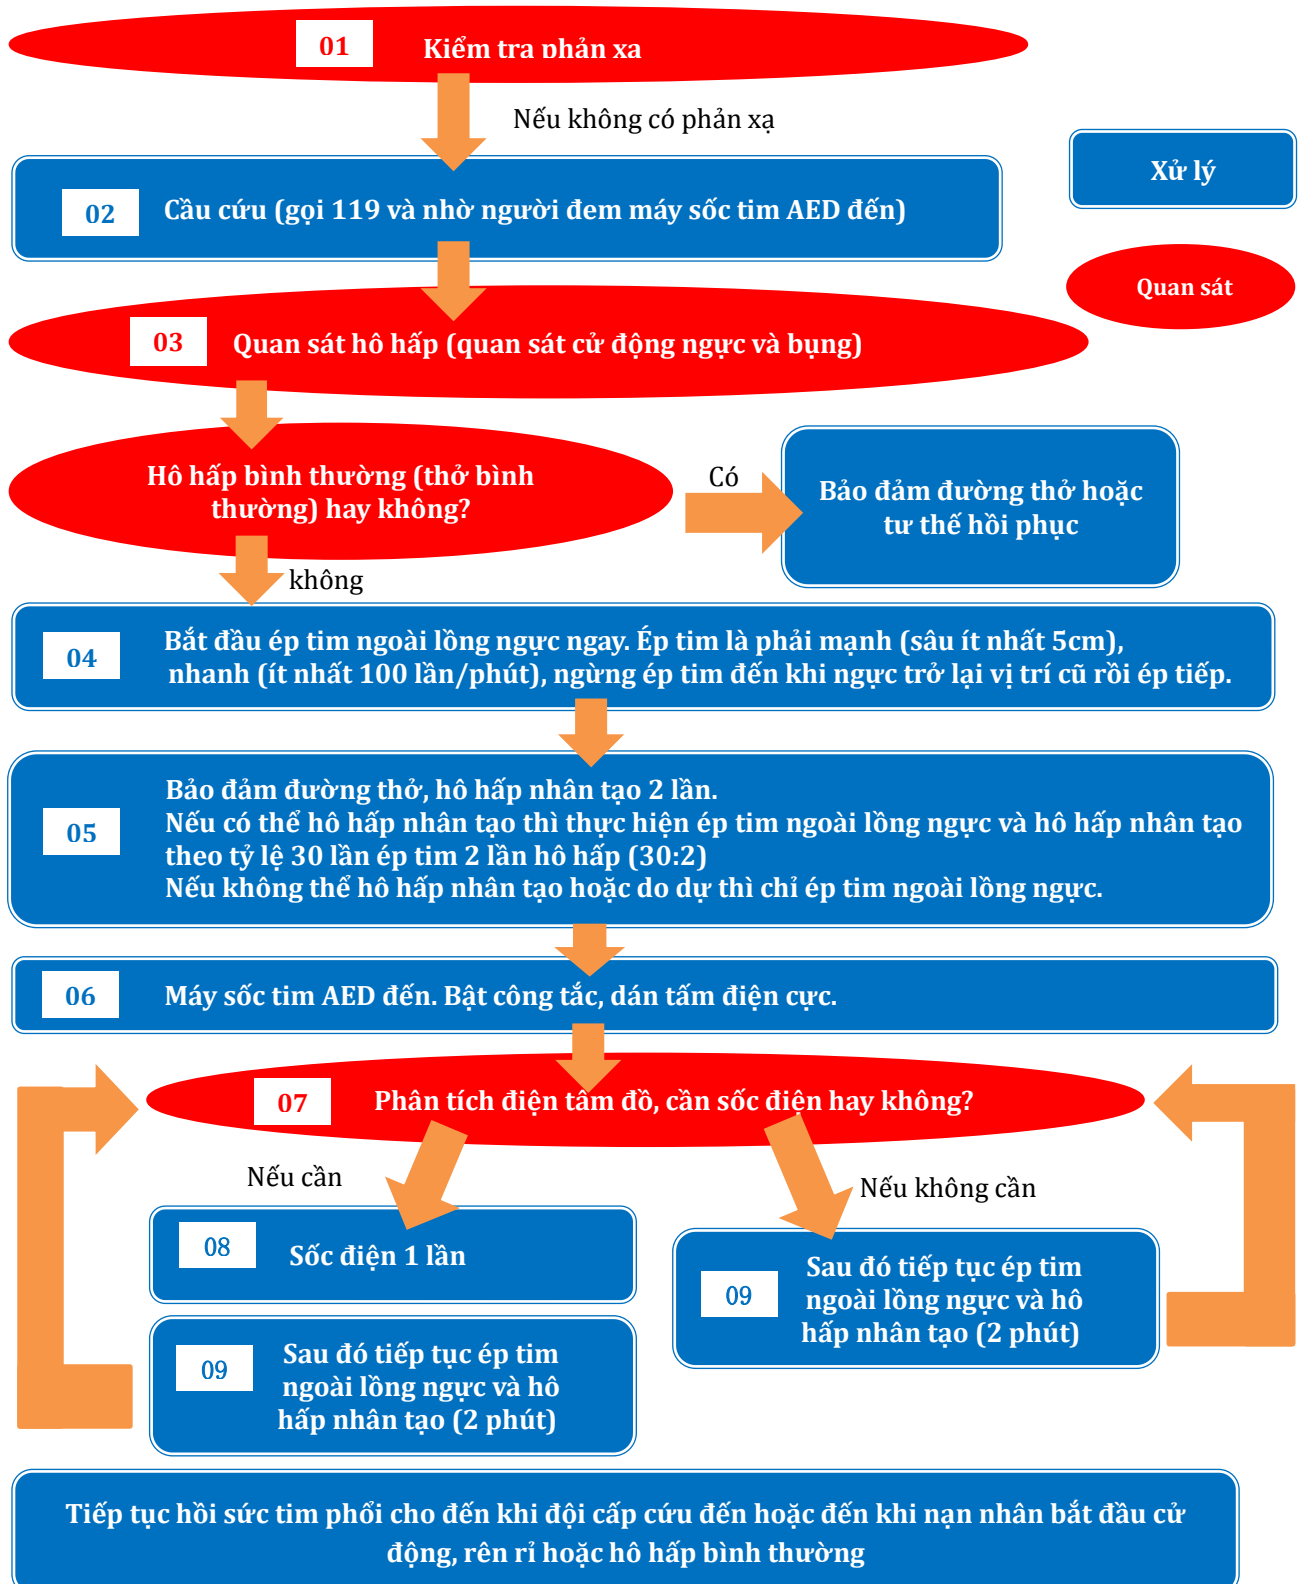 01 Kiểm tra phản xạ
Nếu không có phản xạ
Xử lý
02 Cầu cứu (gọi 119 và nhờ người đem máy sốc tim AED đến)
Quan sát
03 Quan sát hô hấp (quan sát cử động ngực và bụng)
Hô hấp bình thường (thở bình
thường) hay không?
Có
Bảo đảm đường thở hoặc
tư thế hồi phục
không
04 Bắt đầu ép tim ngoài lồng ngực ngay. Ép tim là phải mạnh (sâu ít nhất 5cm),
nhanh (ít nhất 100 lần/phút), ngừng ép tim đến khi ngực trở lại vị trí cũ rồi ép tiếp.
05 Bảo đảm đường thở, hô hấp nhân tạo 2 lần.
Nếu có thể hô hấp nhân tạo thì thực hiện ép tim ngoài lồng ngực và hô hấp nhân tạo
theo tỷ lệ 30 lần ép tim 2 lần hô hấp (30:2)
Nếu không thể hô hấp nhân tạo hoặc do dự thì chỉ ép tim ngoài lồng ngực.
06 Máy sốc tim AED đến. Bật công tắc, dán tấm điện cực.
07 Phân tích điện tâm đồ, cần sốc điện hay không?
Nếu cần
Nếu không cần
08 Sốc điện 1 lần
09 Sau đó tiếp tục ép tim
ngoài lồng ngực và hô
hấp nhân tạo (2 phút)
09 Sau đó tiếp tục ép tim
ngoài lồng ngực và hô
hấp nhân tạo (2 phút)
Tiếp tục hồi sức tim phổi cho đến khi đội cấp cứu đến hoặc đến khi nạn nhân bắt đầu cử
động, rên rỉ hoặc hô hấp bình thường